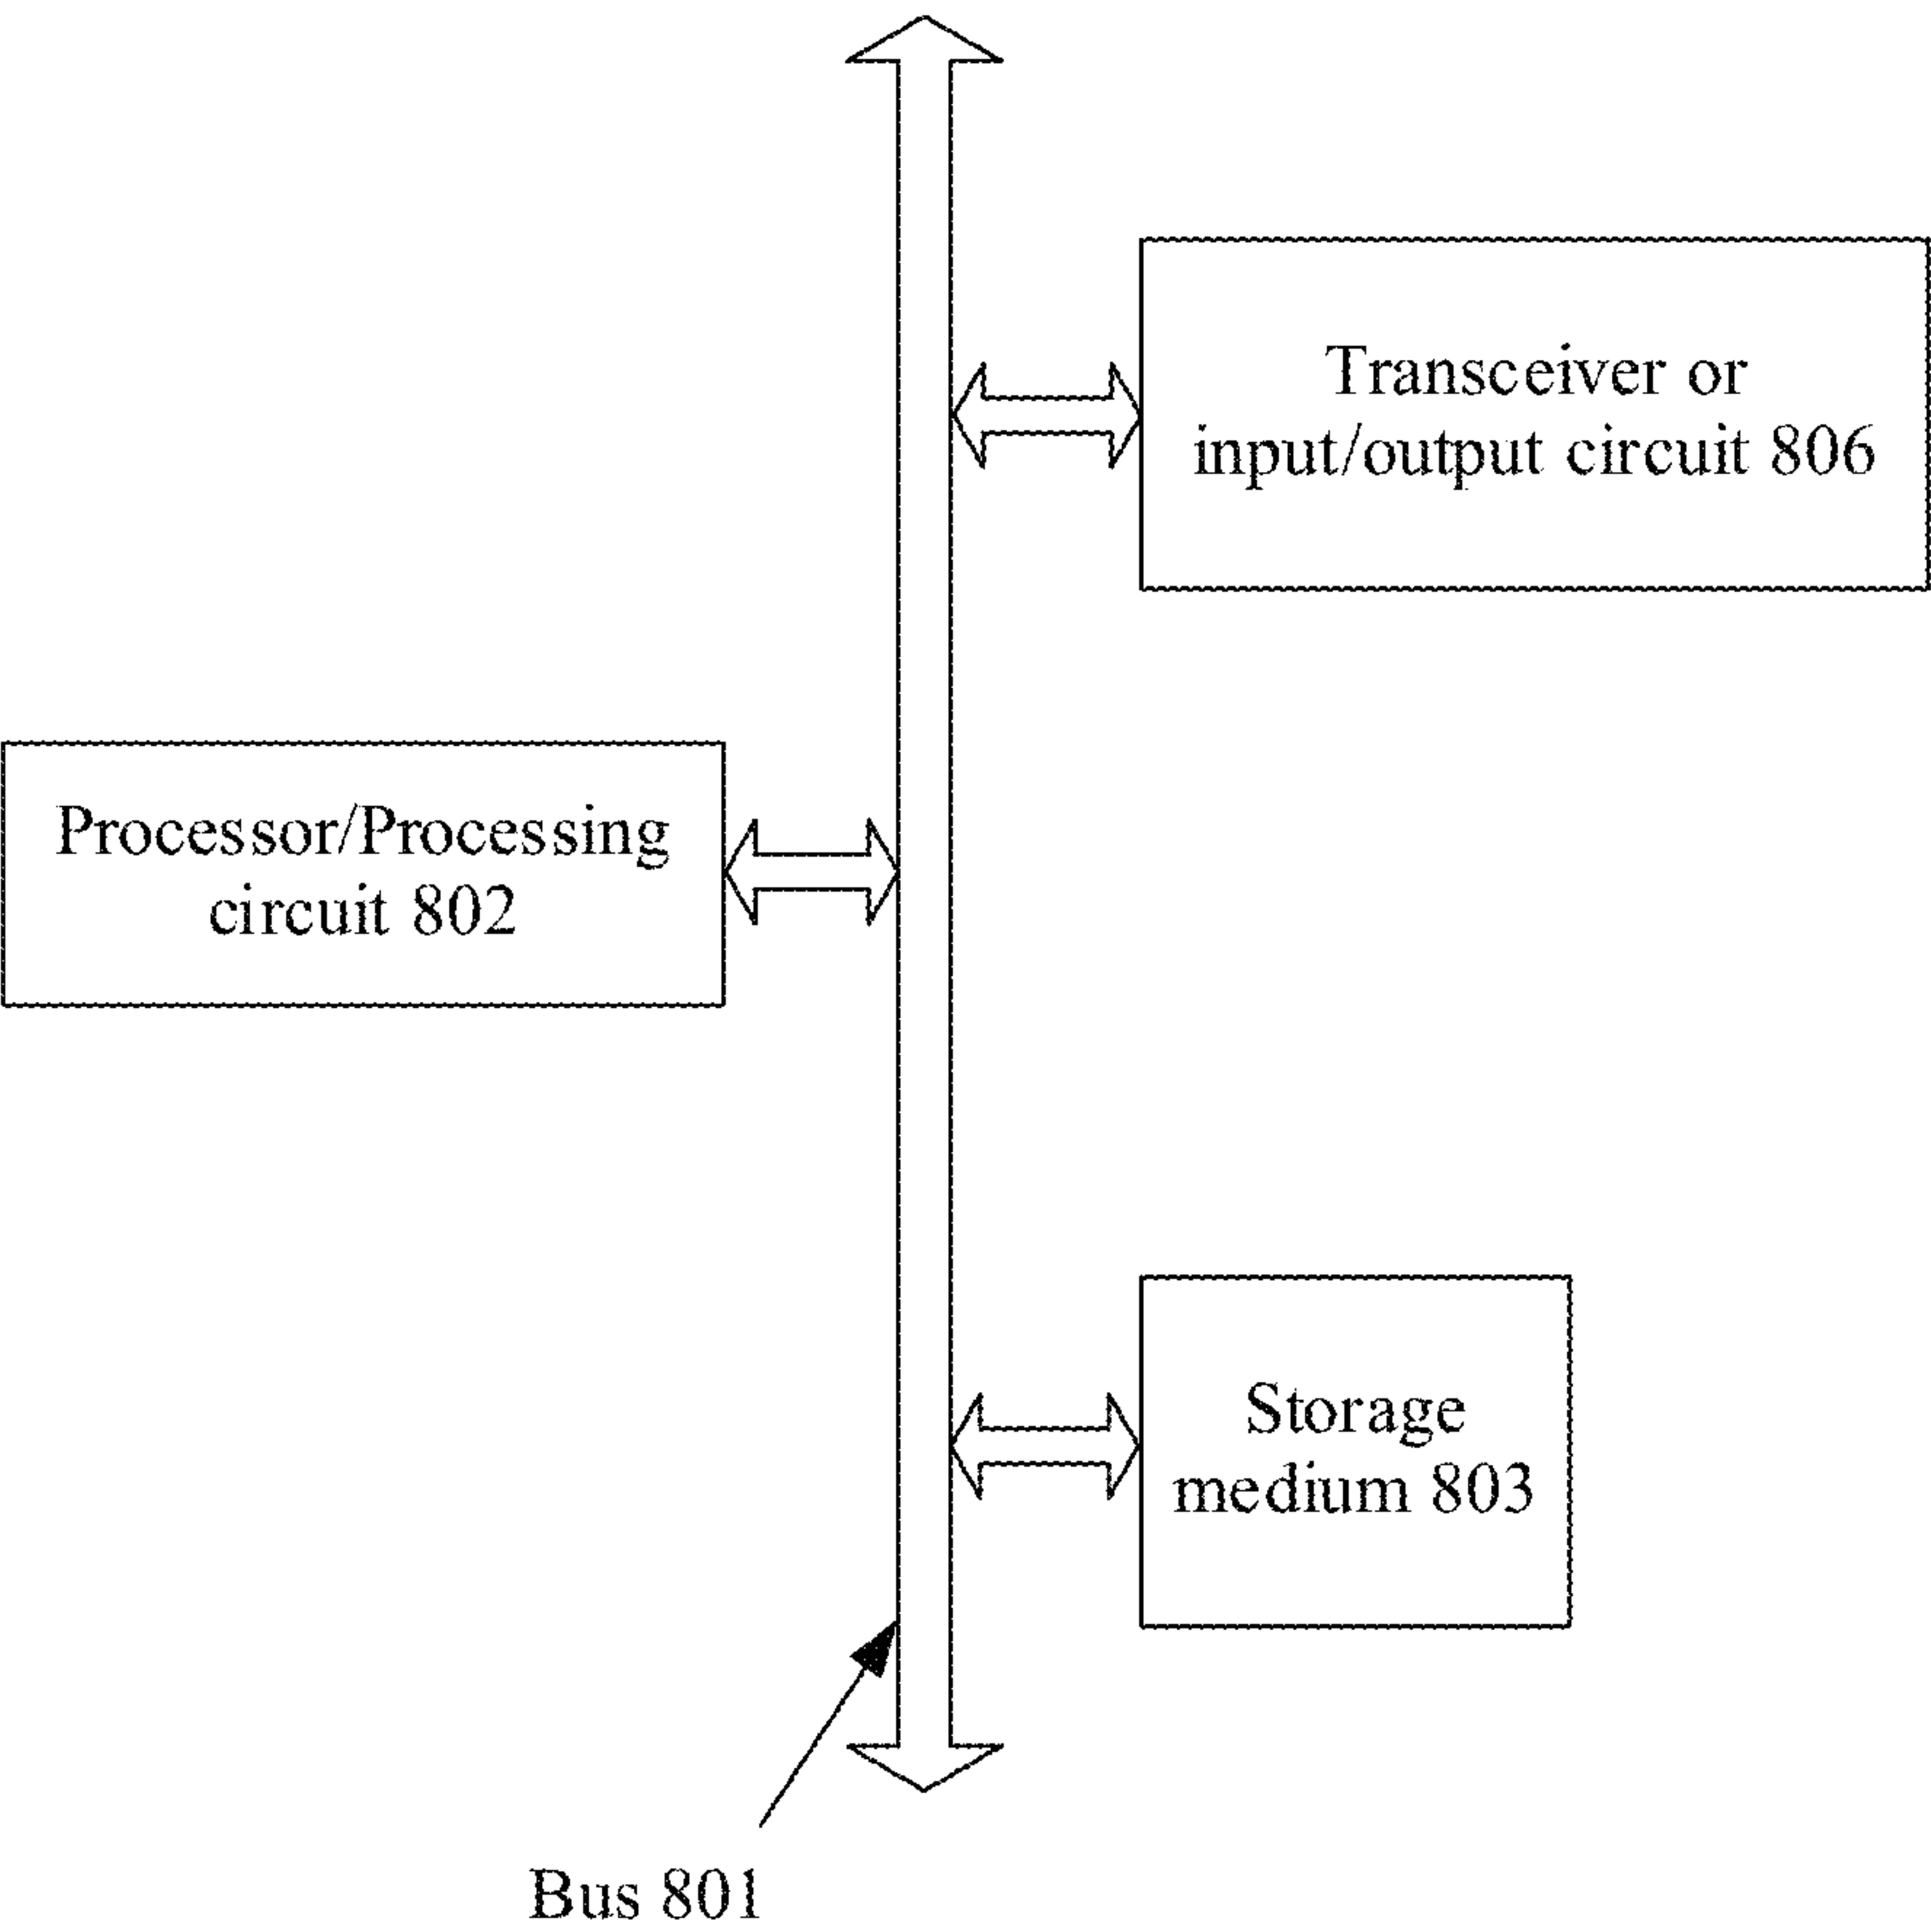 Transceiver or
input/output circuit 806
Processor/Processing
circuit 802
Storage
medium 803
Bus 801